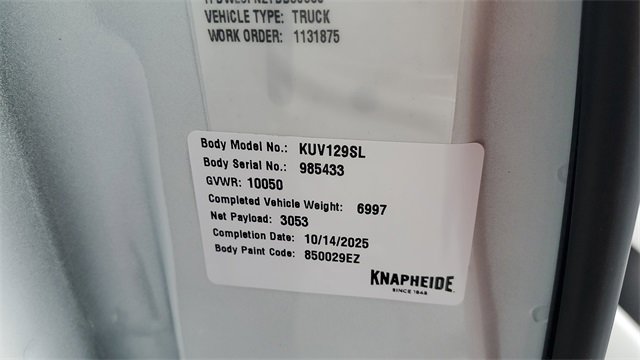 VEHICLE TYPE: TRUCK
WORK ORDER: 1131875
Body Model No.: KUV129SL
Body Serial No.: 985433
GVWR: 10050
Completed Vehicle Weight: 6997
Net Payload: 3053
Completion Date: 10/14/2025
Body Paint Code: 850029EZ
KNAPHEIDE
SINCE 1848